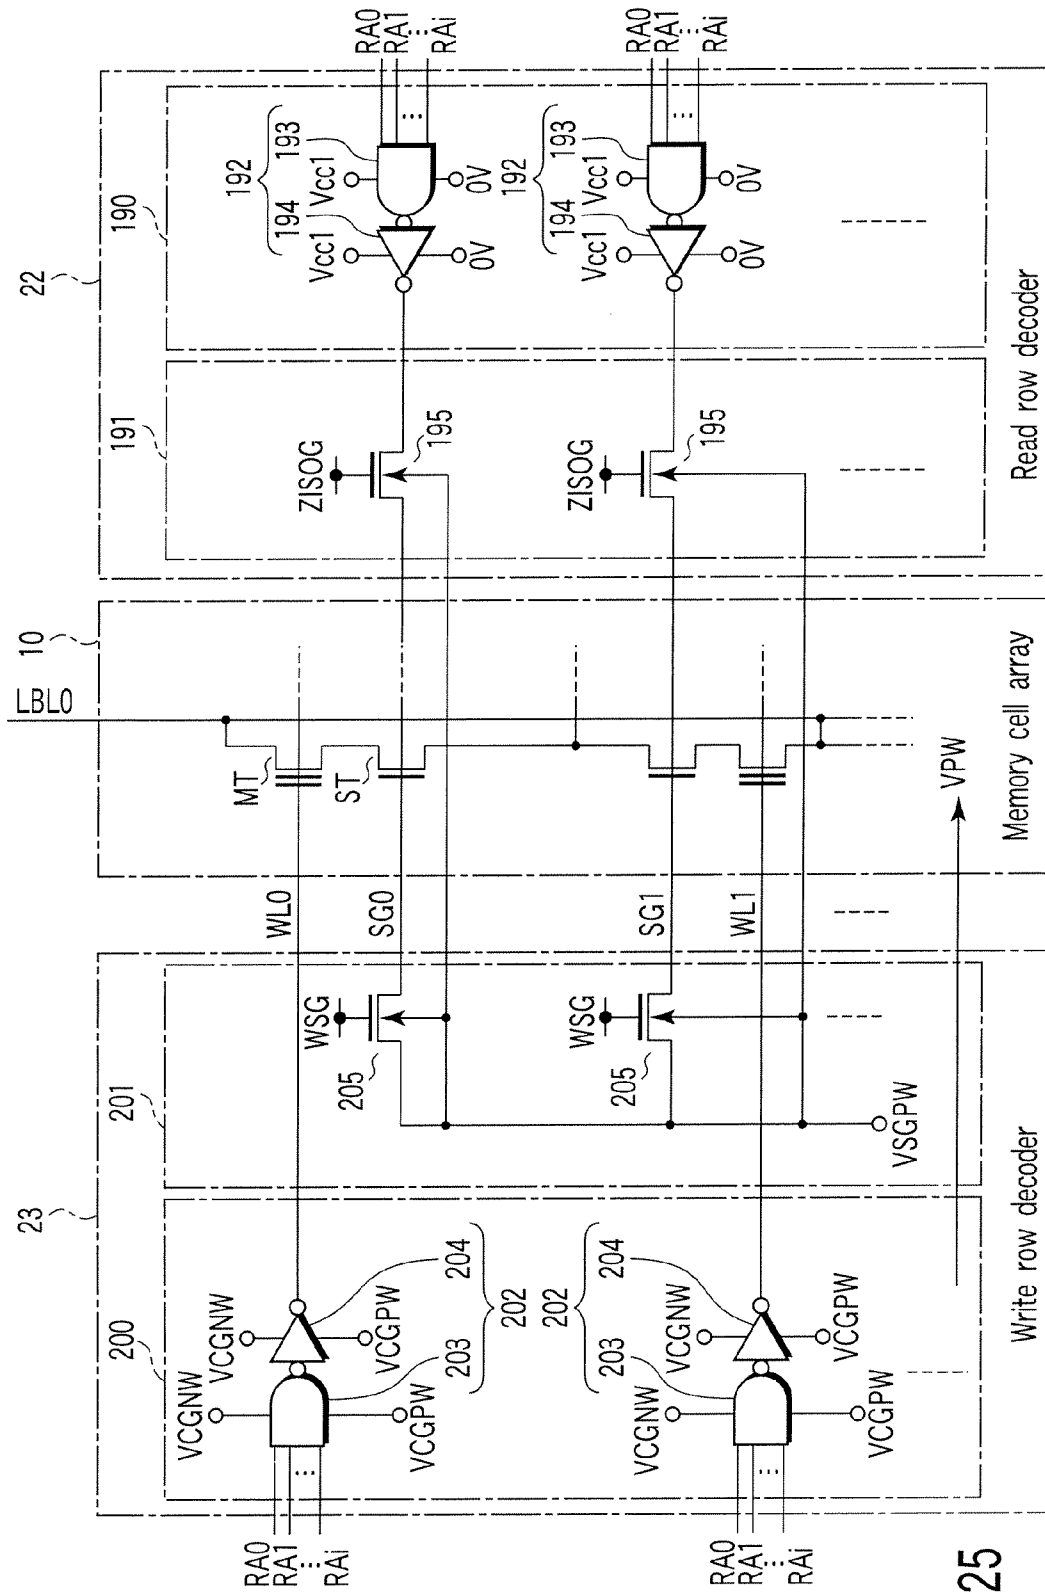 RA0
RA1
⋮
RAi
RA0
RA1
⋮
RAi
22
190
192
193
194
Vcc1
Vcc1
0V
0V
192
193
194
Vcc1
Vcc1
0V
0V
Read row decoder
191
ZISOG
195
ZISOG
195
10
LBL0
MT
ST
Memory cell array
VPW
WL0
SG0
SG1
WL1
23
201
WSG
205
WSG
205
VSGPW
Write row decoder
200
VCGNW
VCGNW
VCGPW
VCGPW
204
203
202
202
204
203
VCGNW
VCGNW
VCGPW
VCGPW
RA0
RA1
⋮
RAi
RA0
RA1
⋮
RAi
25